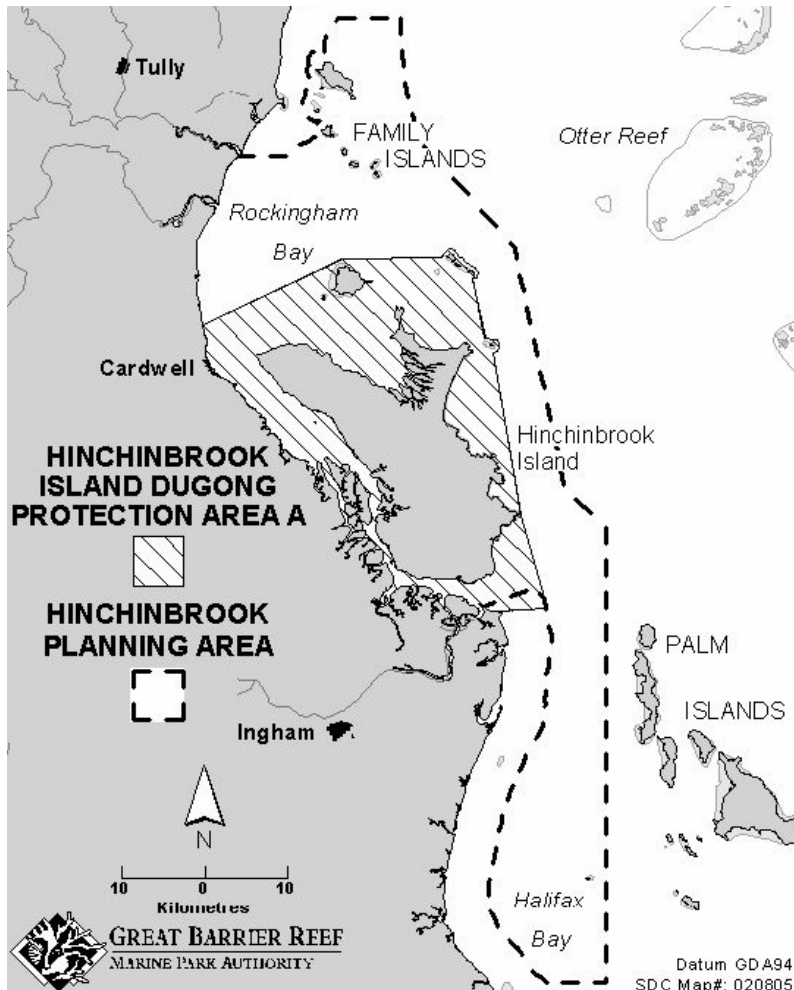 Tully
FAMILY
ISLANDS
Otter Reef
Rockingham
Bay
Cardwell
Hinchinbrook
Island
HINCHINBROOK
ISLAND DUGONG
PROTECTION AREA A
HINCHINBROOK
PLANNING AREA
PALM
ISLANDS
Ingham
N
10 0 10
Kilometres
Halifax
Bay
GREAT BARRIER REEF
MARINE PARK AUTHORITY
Datum GDA94
SDC Map#: 020805